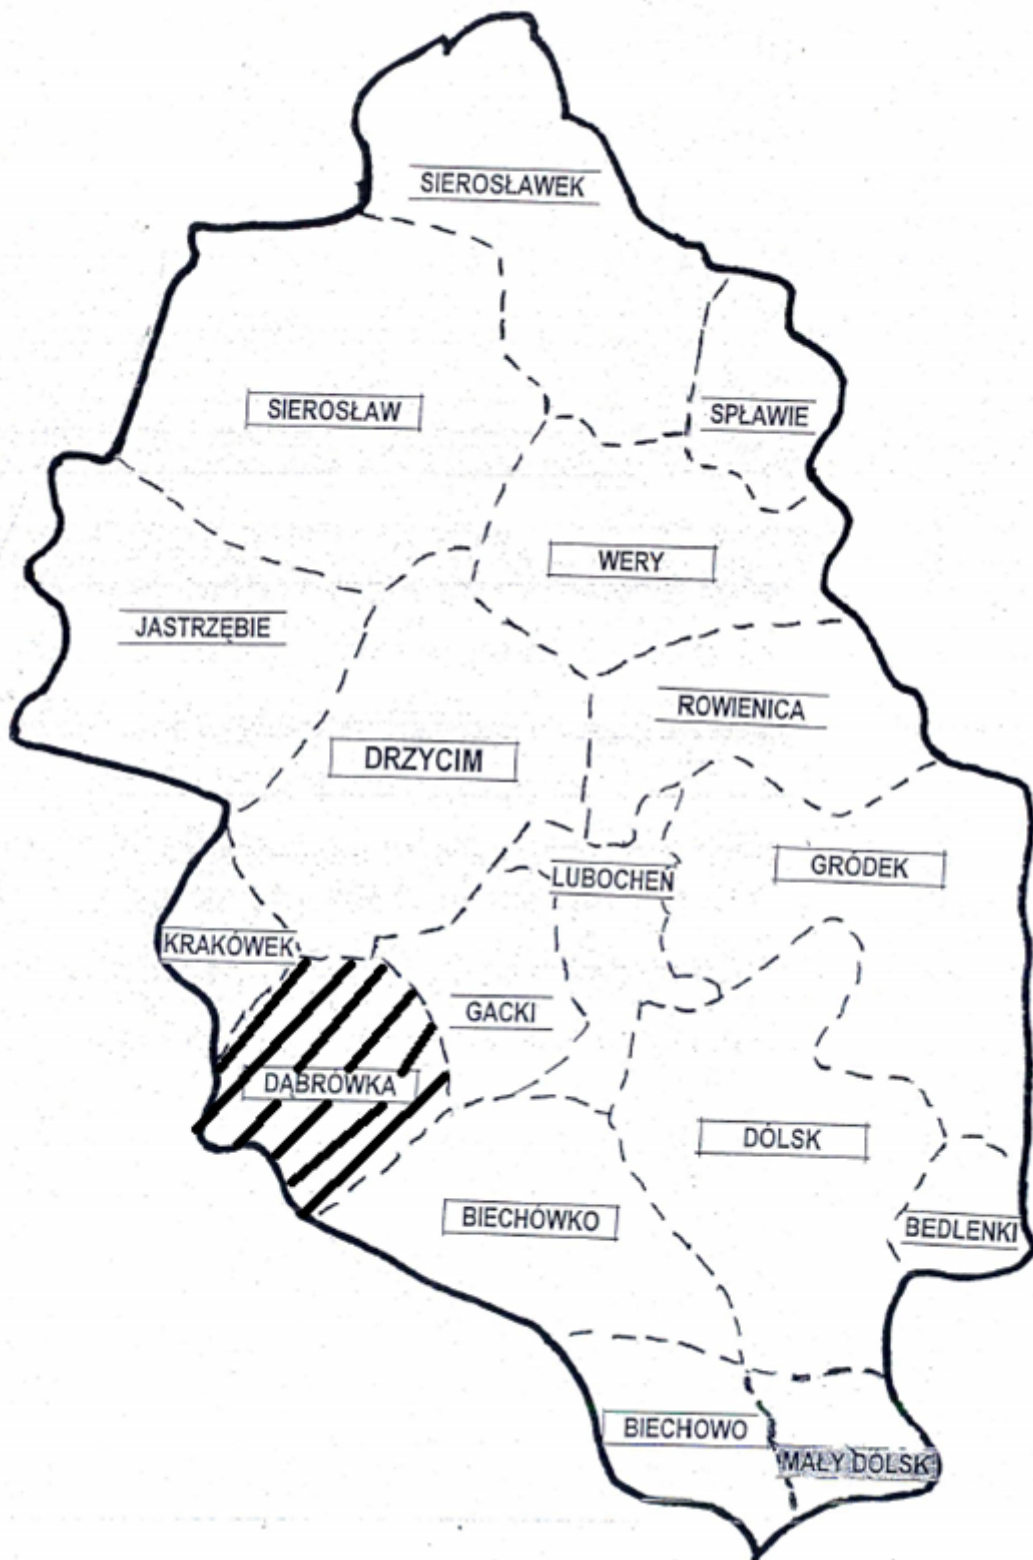 SIEROSŁAWEK
SIEROSŁAW
SPŁAWIE
WERY
JASTRZĘBIE
ROWIENICA
DRZYCIM
GRÓDEK
LUBOCHEŃ
KRAKÓWEK
GACKI
DĄBRÓWKA
DÓLSK
BIECHÓWKO
BEDLENKI
BIECHOWO
MAŁY DÓLSK